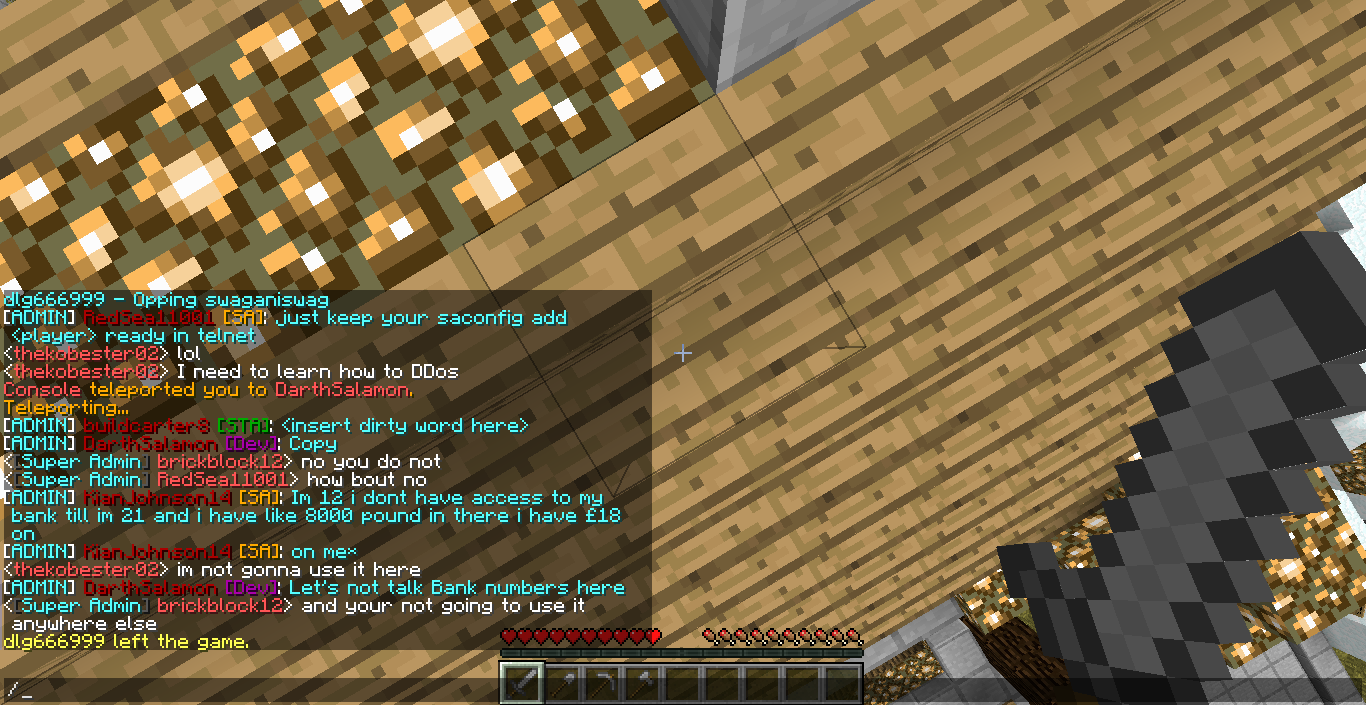 dlg666999 - Opping swaganiswag
[ADMIN] RedSea11001 [SA]: just keep your saconfig add
<player> ready in telnet
<thekobester02> lol
<thekobester02> I need to learn how to DDos
Console teleported you to DarthSalamon.
Teleporting...
[ADMIN] buildcarter8 [STA]: <insert dirty word here>
[ADMIN] DarthSalamon [Dev]: Copy
<[Super Admin] brickblock12> no you do not
<[Super Admin] RedSea11001> how bout no
[ADMIN] KianJohnson14 [SA]: Im 12 i dont have access to my
bank till im 21 and i have like 8000 pound in there i have £18
on
[ADMIN] KianJohnson14 [SA]: on me×
<thekobester02> im not gonna use it here
[ADMIN] DarthSalamon [Dev]: Let's not talk Bank numbers here
<[Super Admin] brickblock12> and your not going to use it
anywhere else
dlg666999 left the game.
/_